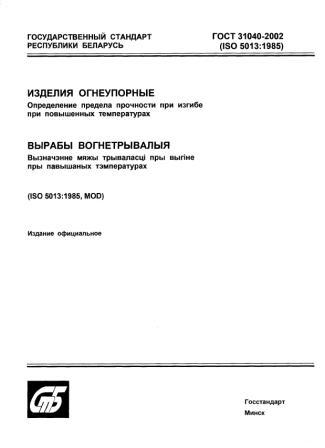 ГОСУДАРСТВЕННЫЙ СТАНДАРТ
РЕСПУБЛИКИ БЕЛАРУСЬ
ГОСТ 31040-2002
(ISO 5013:1985)
ИЗДЕЛИЯ ОГНЕУПОРНЫЕ
Определение предела прочности при изгибе
при повышенных температурах
ВЫРАБЫ ВОГНЕТРЫВАЛЫЯ
Вызначэнне мяжы трываласці пры выгіне
пры павышаных тэмпературах
(ISO 5013:1985, MOD)
Издание официальное
СТБ
Госстандарт
Минск